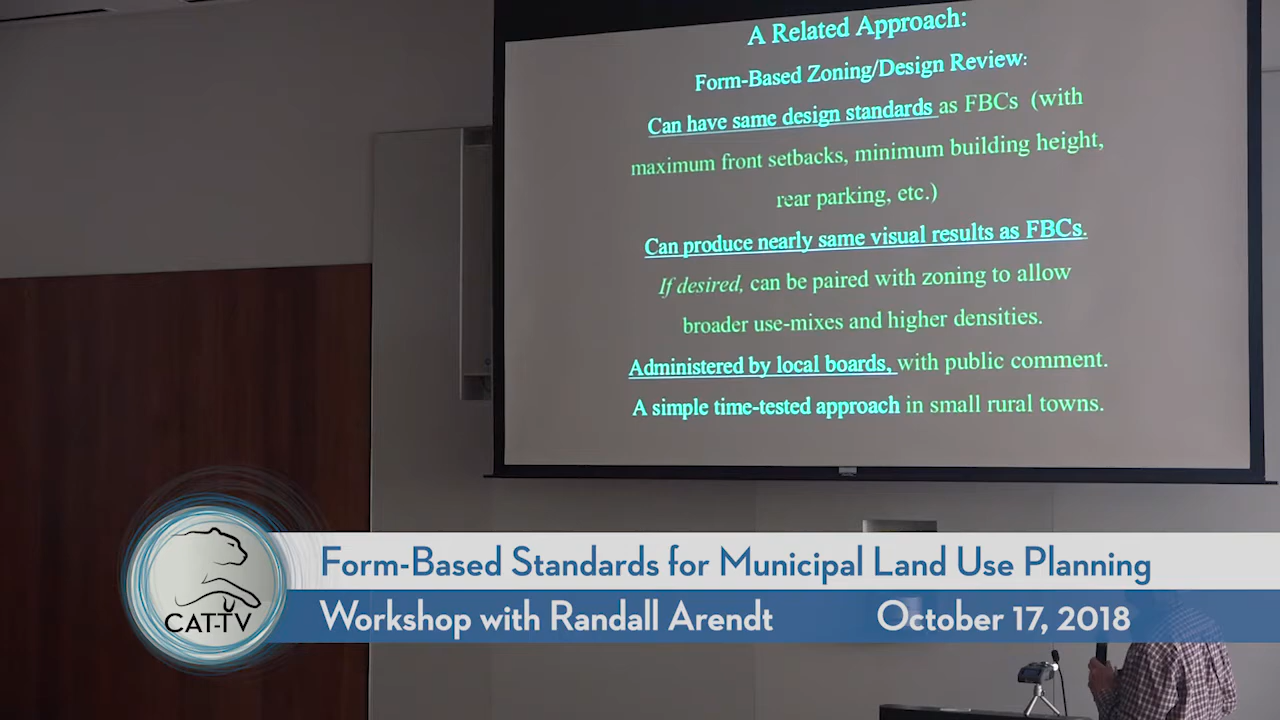 A Related Approach:
Form-Based Zoning/Design Review:
Can have same design standards as FBCs (with
maximum front setbacks, minimum building height,
rear parking, etc.)
Can produce nearly same visual results as FBCs.
If desired, can be paired with zoning to allow
broader use-mixes and higher densities.
Administered by local boards, with public comment.
A simple time-tested approach in small rural towns.
Form-Based Standards for Municipal Land Use Planning
Workshop with Randall Arendt October 17, 2018
CAT-TV